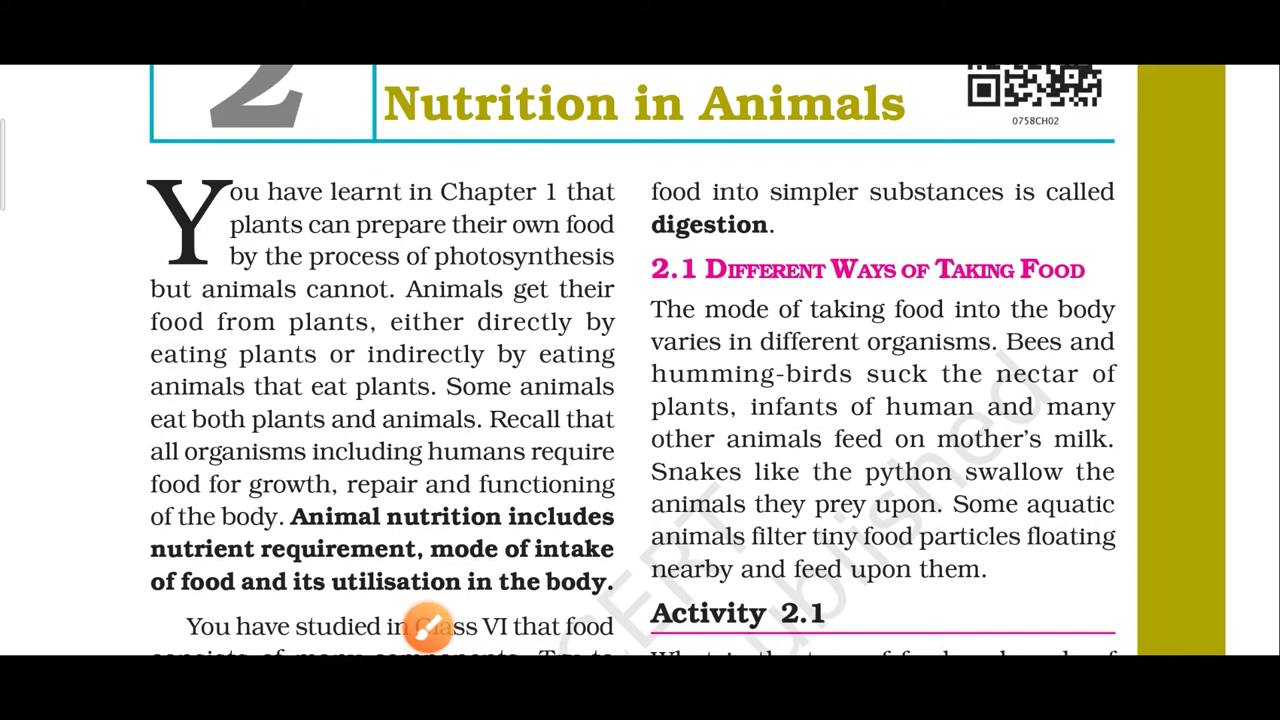 2
Nutrition in Animals
0758CH02
You have learnt in Chapter 1 that
plants can prepare their own food
by the process of photosynthesis
but animals cannot. Animals get their
food from plants, either directly by
eating plants or indirectly by eating
animals that eat plants. Some animals
eat both plants and animals. Recall that
all organisms including humans require
food for growth, repair and functioning
of the body. Animal nutrition includes
nutrient requirement, mode of intake
of food and its utilisation in the body.
You have studied in Class VI that food
food into simpler substances is called
digestion.
2.1 DIFFERENT WAYS OF TAKING FOOD
The mode of taking food into the body
varies in different organisms. Bees and
humming-birds suck the nectar of
plants, infants of human and many
other animals feed on mother's milk.
Snakes like the python swallow the
animals they prey upon. Some aquatic
animals filter tiny food particles floating
nearby and feed upon them.
Activity 2.1